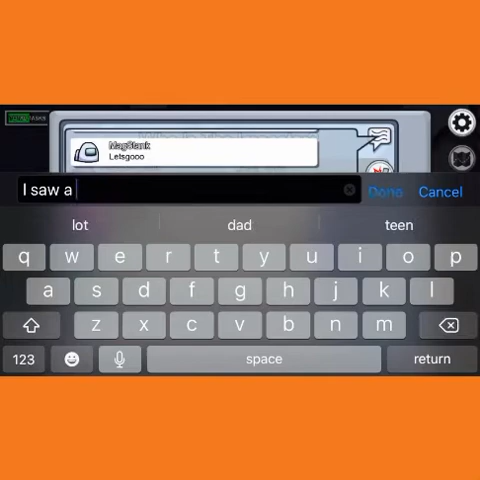 MagStank
Letsgooo
I saw a
Done
Cancel
lot
dad
teen
q w e r t y u i o p
a s d f g h j k l
z x c v b n m
123
space
return